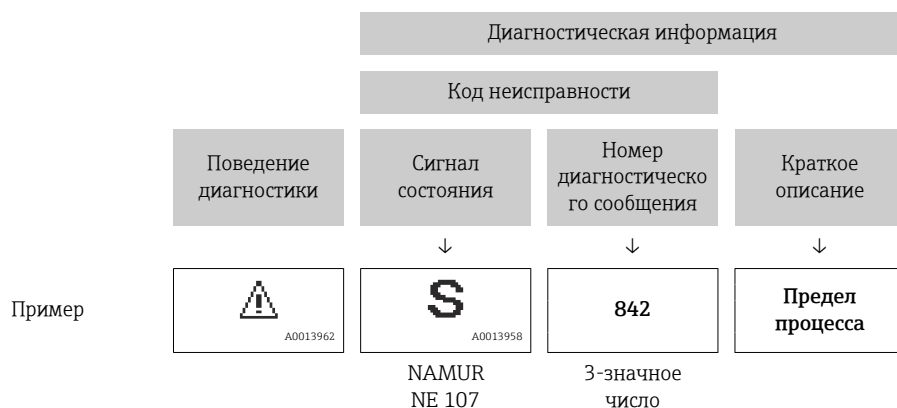 Диагностическая информация
Код неисправности
Поведение
диагностики
Сигнал
состояния
Номер
диагностическо
го сообщения
Краткое
описание
↓ ↓ ↓
Пример
A0013962
S
A0013958
842
Предел
процесса
NAMUR
NE 107
3-значное
число